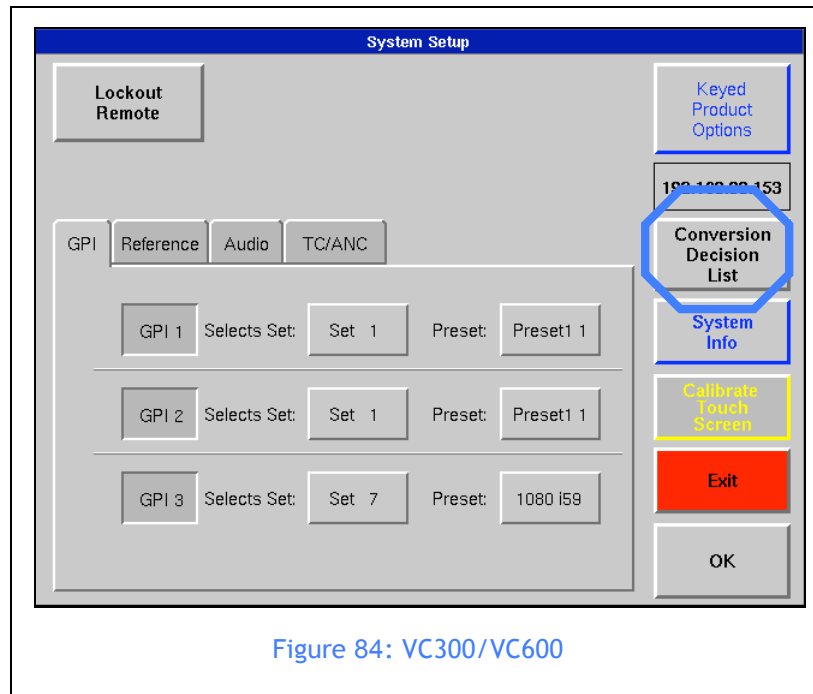 System Setup
Lockout
Remote
Keyed
Product
Options
GPI
Reference
Audio
TC/ANC
Conversion
Decision
List
GPI 1 Selects Set: Set 1 Preset: Preset1 1
System
Info
GPI 2 Selects Set: Set 1 Preset: Preset1 1
Calibrate
Touch
Screen
GPI 3 Selects Set: Set 7 Preset: 1080 i59
Exit
OK
Figure 84: VC300/VC600